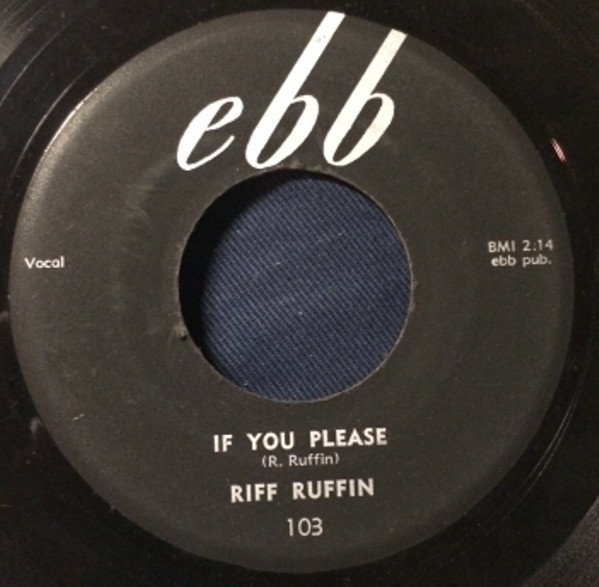 ebb
Vocal
BMI 2:14
ebb pub.
IF YOU PLEASE
(R. Ruffin)
RIFF RUFFIN
103